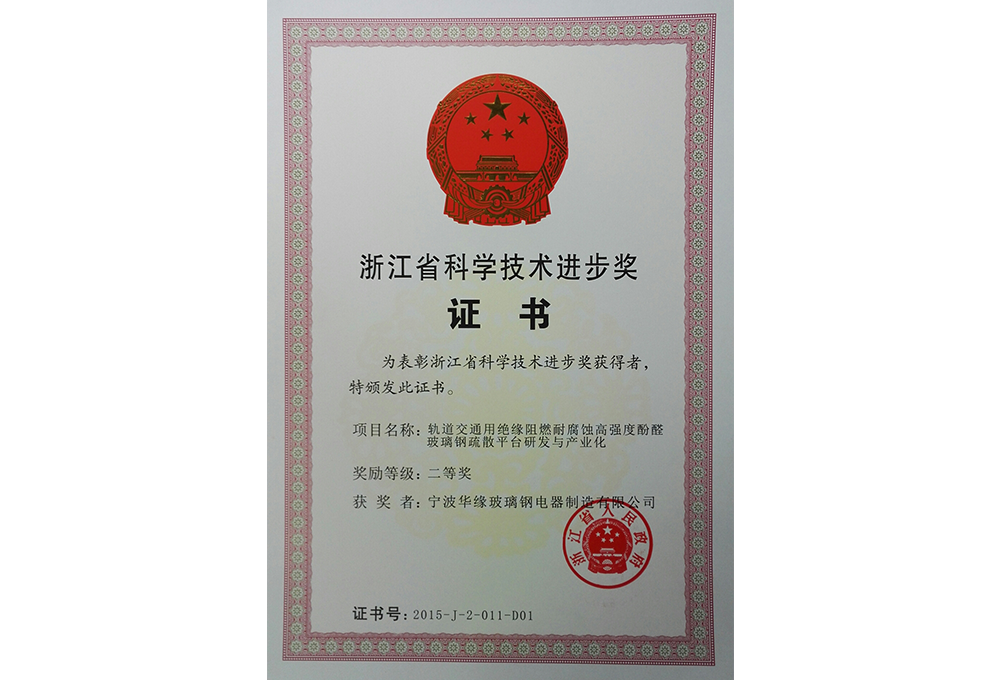 浙江省科学技术进步奖
证 书
为表彰浙江省科学技术进步奖获得者，
特颁发此证书。
项目名称：轨道交通用绝缘阻燃耐腐蚀高强度酚醛
玻璃钢疏散平台研发与产业化
奖励等级：二等奖
获 奖 者：宁波华缘玻璃钢电器制造有限公司
浙江省人民政府
证书号：2015-J-2-011-D01